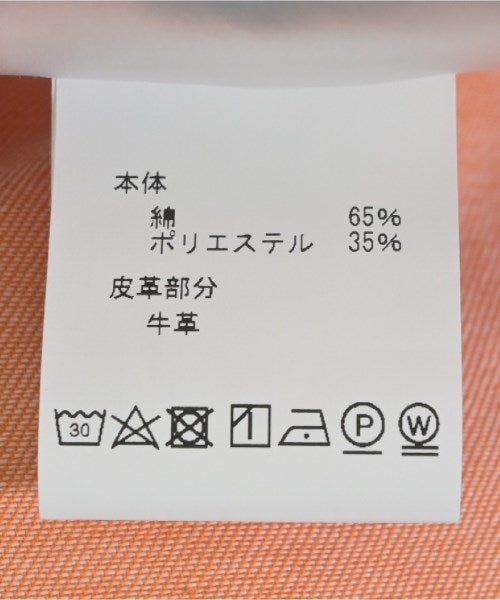 本体
綿 65%
ポリエステル 35%
皮革部分
牛革
30 P W